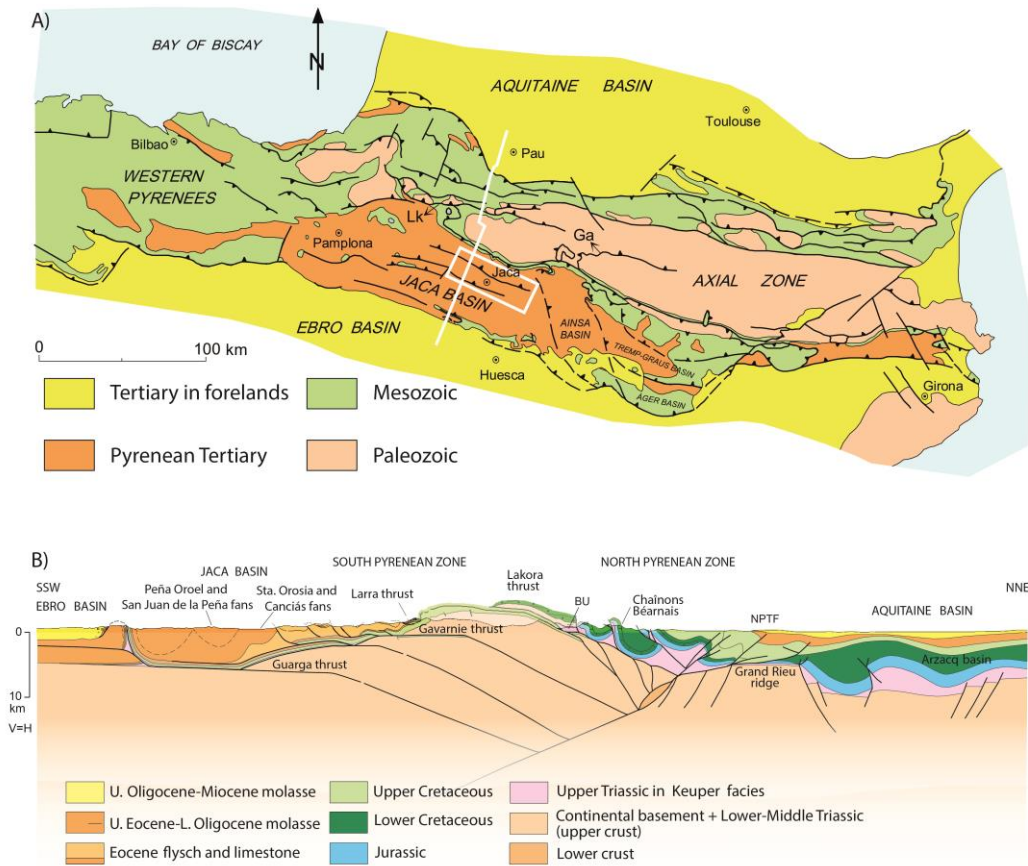 A)
BAY OF BISCAY
N
AQUITAINE BASIN
Toulouse
Bilbao
Pau
WESTERN
PYRENEES
Lk
Ga
Pamplona
Jaca
AXIAL ZONE
JACA BASIN
AINSA
BASIN
EBRO BASIN
TREMP-GRAUS BASIN
0 100 km
Huesca
ÀGER BASIN
Girona
Tertiary in forelands
Mesozoic
Pyrenean Tertiary
Paleozoic
B)
SOUTH PYRENEAN ZONE
NORTH PYRENEAN ZONE
SSW
JACA BASIN
NNE
EBRO BASIN
Peña Oroel and
San Juan de la Peña fans
Sta. Orosia and
Canciás fans
Larra thrust
Lakora
thrust
BU
Chaînons
Béarnais
NPTF
AQUITAINE BASIN
0
Gavarnie thrust
Guarga thrust
Grand Rieu
ridge
Arzacq basin
10
km
V=H
U. Oligocene-Miocene molasse
Upper Cretaceous
Upper Triassic in Keuper facies
U. Eocene-L. Oligocene molasse
Lower Cretaceous
Continental basement + Lower-Middle Triassic
(upper crust)
Eocene flysch and limestone
Jurassic
Lower crust